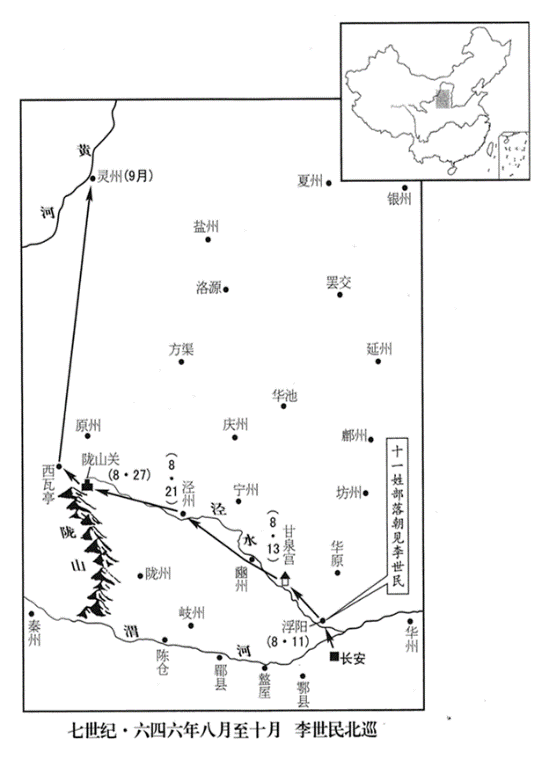 黄
河
灵州(9月)
夏州
银州
盐州
洛源
罢交
方渠
延州
华池
原州
庆州
鄜州
陇山关
(8·27)
(8·21)
泾州
西瓦亭
宁州
坊州
十一姓部落朝见李世民
泾
水
(8·13)
甘泉宫
陇
山
豳州
华原
陇州
岐州
浮阳
(8·11)
秦州
渭
河
陈仓
郿县
盩厔
鄠县
长安
华州
七世纪·六四六年八月至十月 李世民北巡